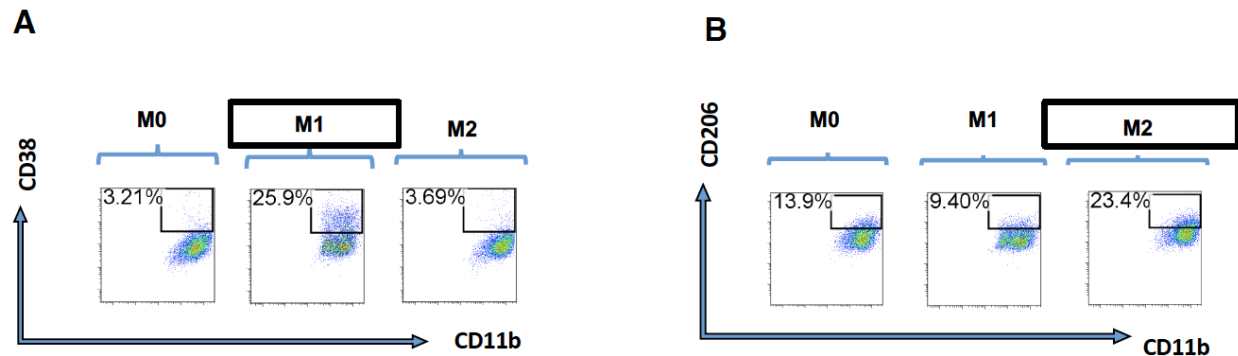 A
M0
M1
M2
CD38
3.21%
25.9%
3.69%
CD11b
B
M0
M1
M2
CD206
13.9%
9.40%
23.4%
CD11b